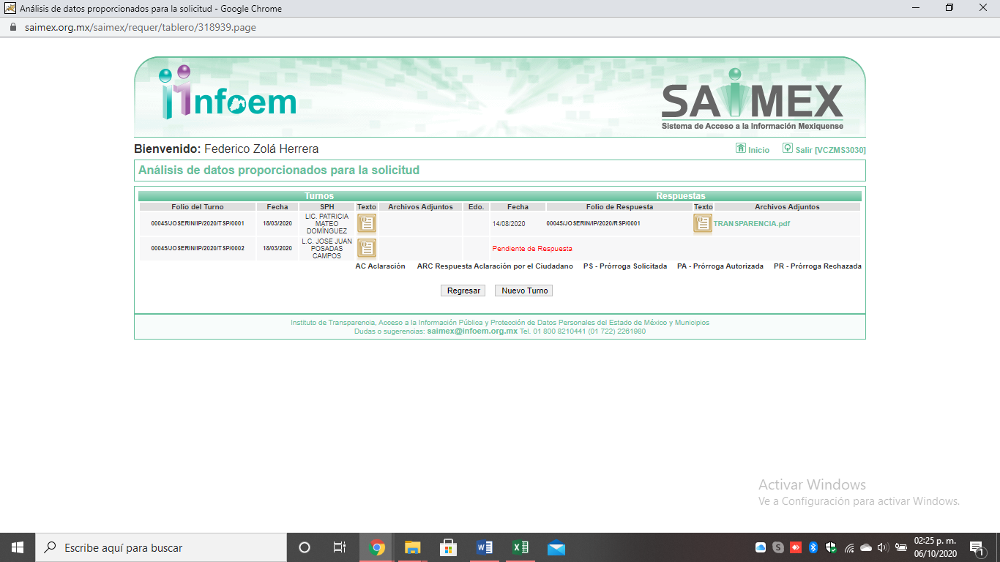 Análisis de datos proporcionados para la solicitud - Google Chrome
saimex.org.mx/saimex/requer/tablero/318939.page
infoem
SAIMEX
Sistema de Acceso a la Información Mexiquense
Bienvenido: Federico Zolá Herrera
Inicio Salir [VCZMS3030]
Análisis de datos proporcionados para la solicitud
Turnos Respuestas
Folio del Turno Fecha SPH Texto Archivos Adjuntos Edo. Fecha Folio de Respuesta Texto Archivos Adjuntos
00045/JOSERIN/IP/2020/TSP/0001 18/03/2020 LIC. PATRICIA MATEO DOMÍNGUEZ 14/08/2020 00045/JOSERIN/IP/2020/RSP/0001 TRANSPARENCIA.pdf
00045/JOSERIN/IP/2020/TSP/0002 18/03/2020 L.C. JOSE JUAN POSADAS CAMPOS Pendiente de Respuesta
AC Aclaración ARC Respuesta Aclaración por el Ciudadano PS - Prórroga Solicitada PA - Prórroga Autorizada PR - Prórroga Rechazada
Regresar Nuevo Turno
Instituto de Transparencia, Acceso a la Información Pública y Protección de Datos Personales del Estado de México y Municipios
Dudas o sugerencias: saimex@infoem.org.mx Tel. 01 800 8210441 (01 722) 2261980
Activar Windows
Ve a Configuración para activar Windows.
Escribe aquí para buscar
02:25 p. m.
06/10/2020
1